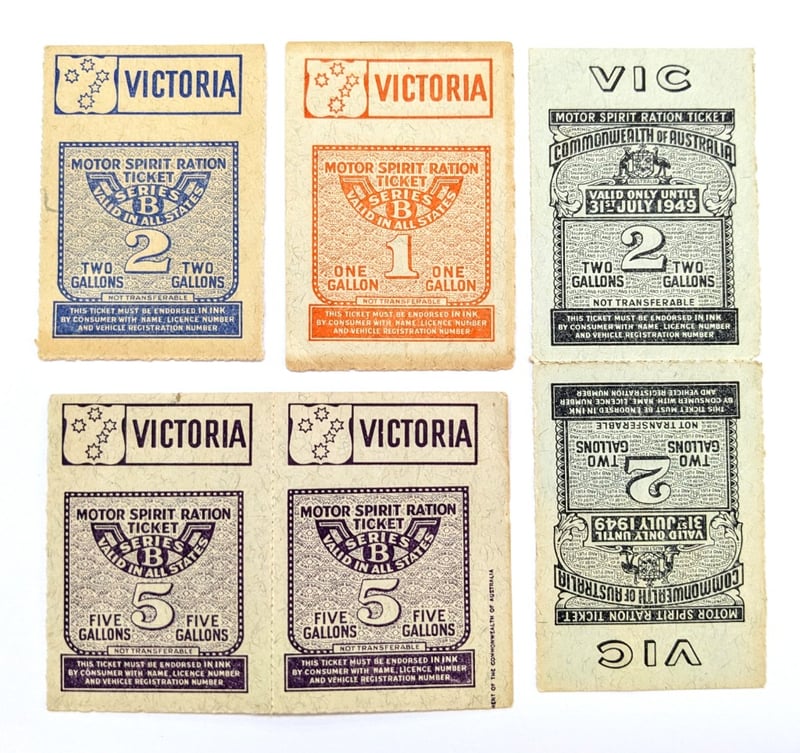 VICTORIA
MOTOR SPIRIT RATION
TICKET
SERIES
B
VALID IN ALL STATES
2
TWO GALLONS
TWO GALLONS
NOT TRANSFERABLE
THIS TICKET MUST BE ENDORSED IN INK
BY CONSUMER WITH NAME, LICENCE NUMBER
AND VEHICLE REGISTRATION NUMBER
VICTORIA
MOTOR SPIRIT RATION
TICKET
SERIES
B
VALID IN ALL STATES
1
ONE GALLON
ONE GALLON
NOT TRANSFERABLE
THIS TICKET MUST BE ENDORSED IN INK
BY CONSUMER WITH NAME, LICENCE NUMBER
AND VEHICLE REGISTRATION NUMBER
VIC
MOTOR SPIRIT RATION TICKET
COMMONWEALTH OF AUSTRALIA
VALID ONLY UNTIL
31ST JULY 1949
2
TWO GALLONS
TWO GALLONS
NOT TRANSFERABLE
THIS TICKET MUST BE ENDORSED IN INK
BY CONSUMER WITH NAME, LICENCE NUMBER
AND VEHICLE REGISTRATION NUMBER
VICTORIA
MOTOR SPIRIT RATION
TICKET
SERIES
B
VALID IN ALL STATES
5
FIVE GALLONS
FIVE GALLONS
NOT TRANSFERABLE
THIS TICKET MUST BE ENDORSED IN INK
BY CONSUMER WITH NAME, LICENCE NUMBER
AND VEHICLE REGISTRATION NUMBER
VICTORIA
MOTOR SPIRIT RATION
TICKET
SERIES
B
VALID IN ALL STATES
5
FIVE GALLONS
FIVE GALLONS
NOT TRANSFERABLE
THIS TICKET MUST BE ENDORSED IN INK
BY CONSUMER WITH NAME, LICENCE NUMBER
AND VEHICLE REGISTRATION NUMBER
OF THE COMMONWEALTH OF AUSTRALIA
VIC
MOTOR SPIRIT RATION TICKET
COMMONWEALTH OF AUSTRALIA
VALID ONLY UNTIL
31ST JULY 1949
2
TWO GALLONS
TWO GALLONS
NOT TRANSFERABLE
THIS TICKET MUST BE ENDORSED IN INK
BY CONSUMER WITH NAME, LICENCE NUMBER
AND VEHICLE REGISTRATION NUMBER